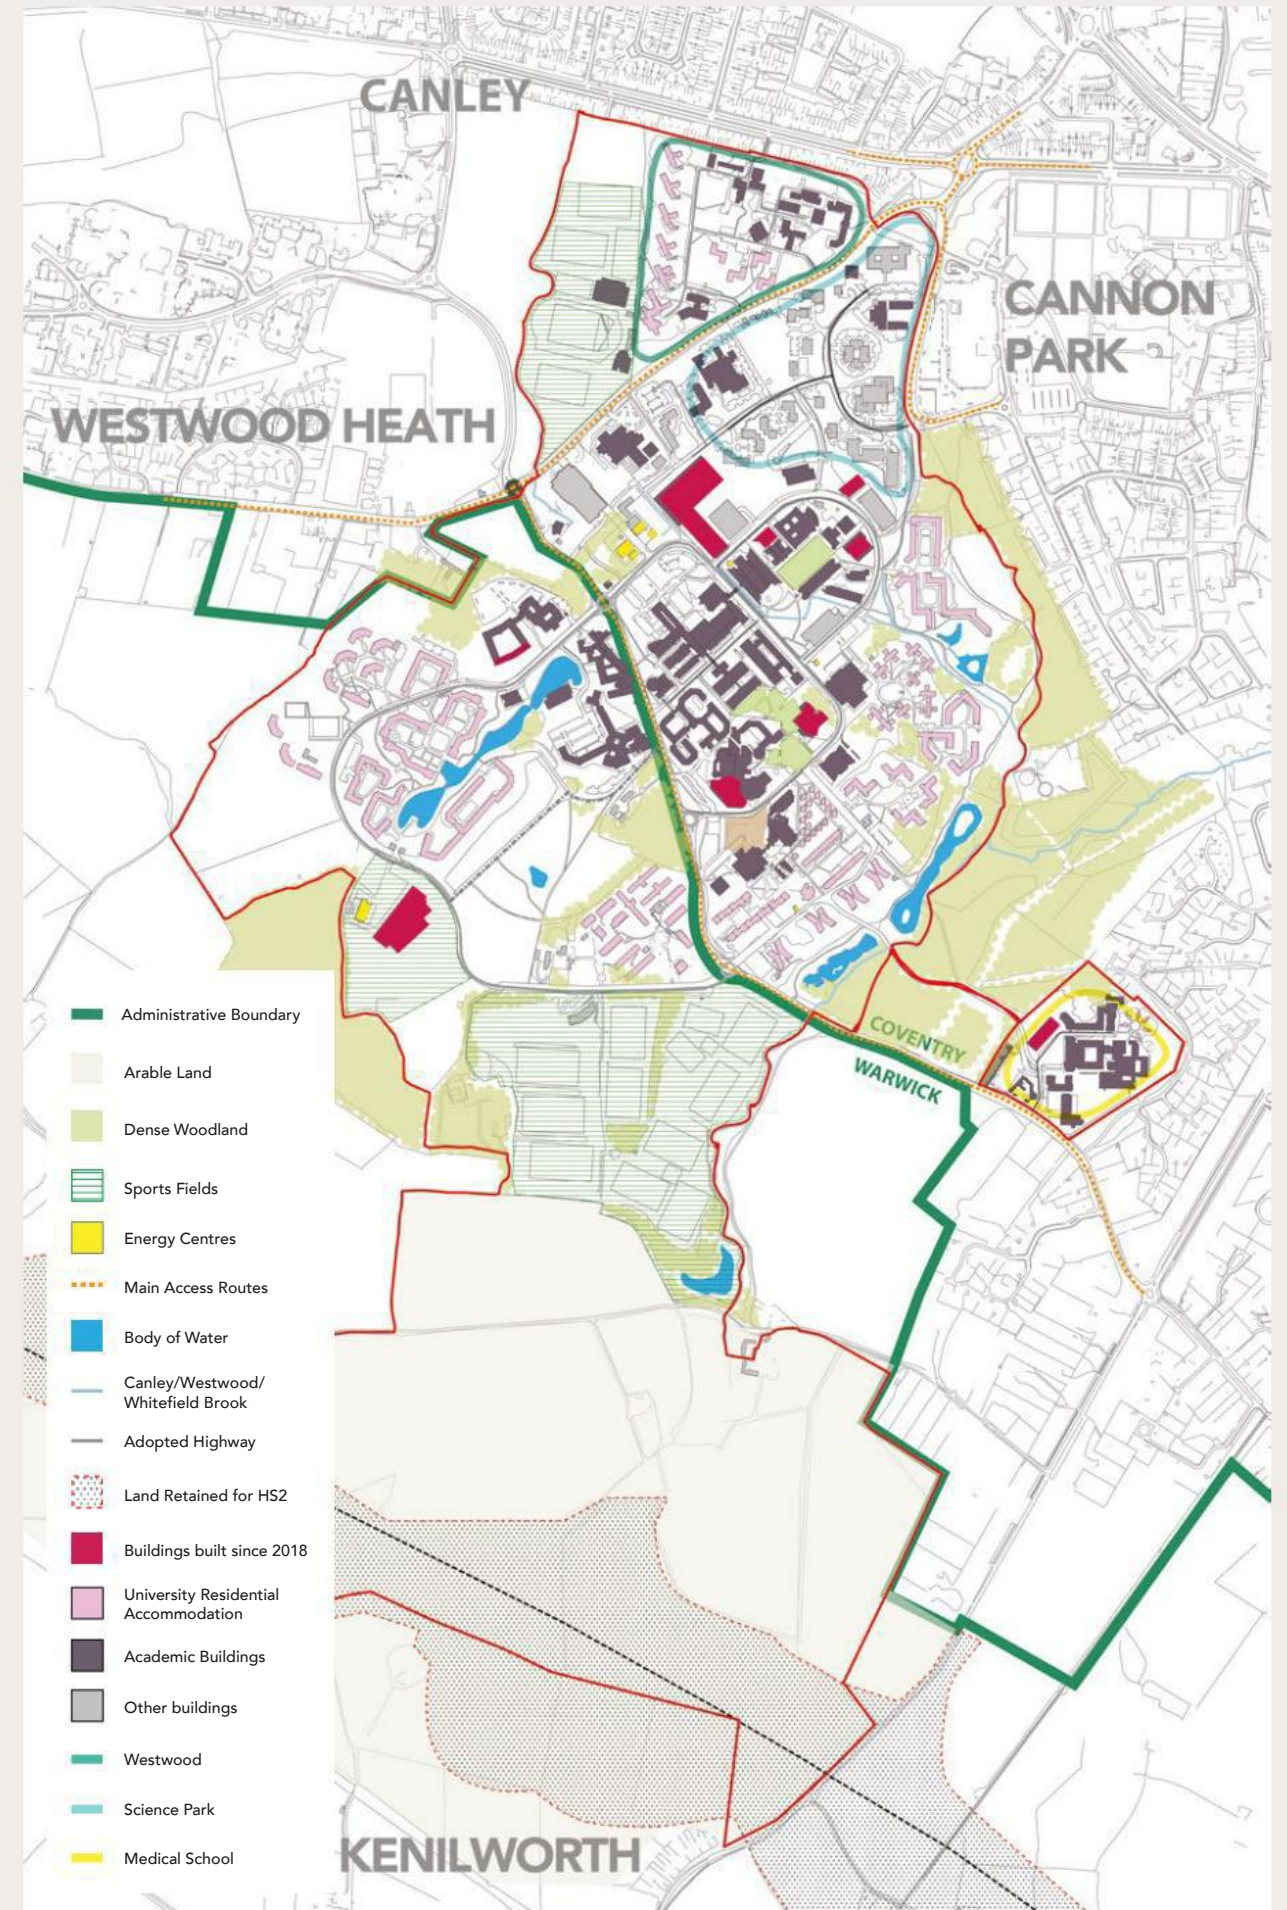 CANLEY
CANNON
PARK
WESTWOOD HEATH
COVENTRY
WARWICK
Administrative Boundary
Arable Land
Dense Woodland
Sports Fields
Energy Centres
Main Access Routes
Body of Water
Canley/Westwood/
Whitefield Brook
Adopted Highway
Land Retained for HS2
Buildings built since 2018
University Residential
Accommodation
Academic Buildings
Other buildings
Westwood
Science Park
Medical School
KENILWORTH